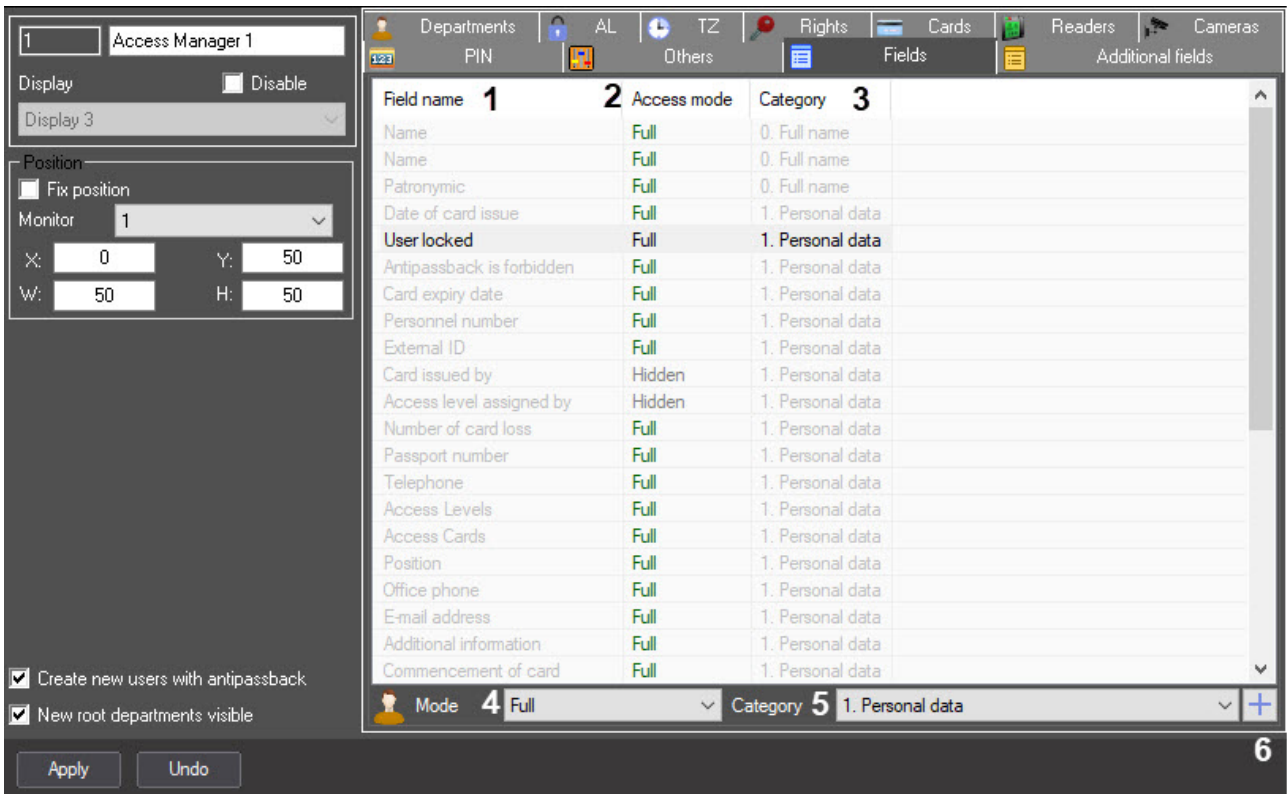 1 Access Manager 1
Display Disable
Display 3
Position
Fix position
Monitor 1
X: 0 Y: 50
W: 50 H: 50
Create new users with antipassback
New root departments visible
Apply Undo
Departments AL TZ Rights Cards Readers Cameras
123 PIN Others Fields Additional fields
Field name 1 2 Access mode Category 3
Name Full 0. Full name
Name Full 0. Full name
Patronymic Full 0. Full name
Date of card issue Full 1. Personal data
User locked Full 1. Personal data
Antipassback is forbidden Full 1. Personal data
Card expiry date Full 1. Personal data
Personnel number Full 1. Personal data
External ID Full 1. Personal data
Card issued by Hidden 1. Personal data
Access level assigned by Hidden 1. Personal data
Number of card loss Full 1. Personal data
Passport number Full 1. Personal data
Telephone Full 1. Personal data
Access Levels Full 1. Personal data
Access Cards Full 1. Personal data
Position Full 1. Personal data
Office phone Full 1. Personal data
E-mail address Full 1. Personal data
Additional information Full 1. Personal data
Commencement of card Full 1. Personal data
Mode 4 Full Category 5 1. Personal data
6